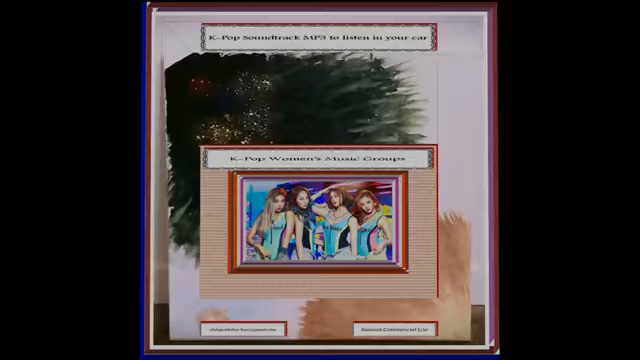 K-Pop Soundtrack MP3 to listen in your car
K-Pop Women's Music Groups
Banned Commercial Use